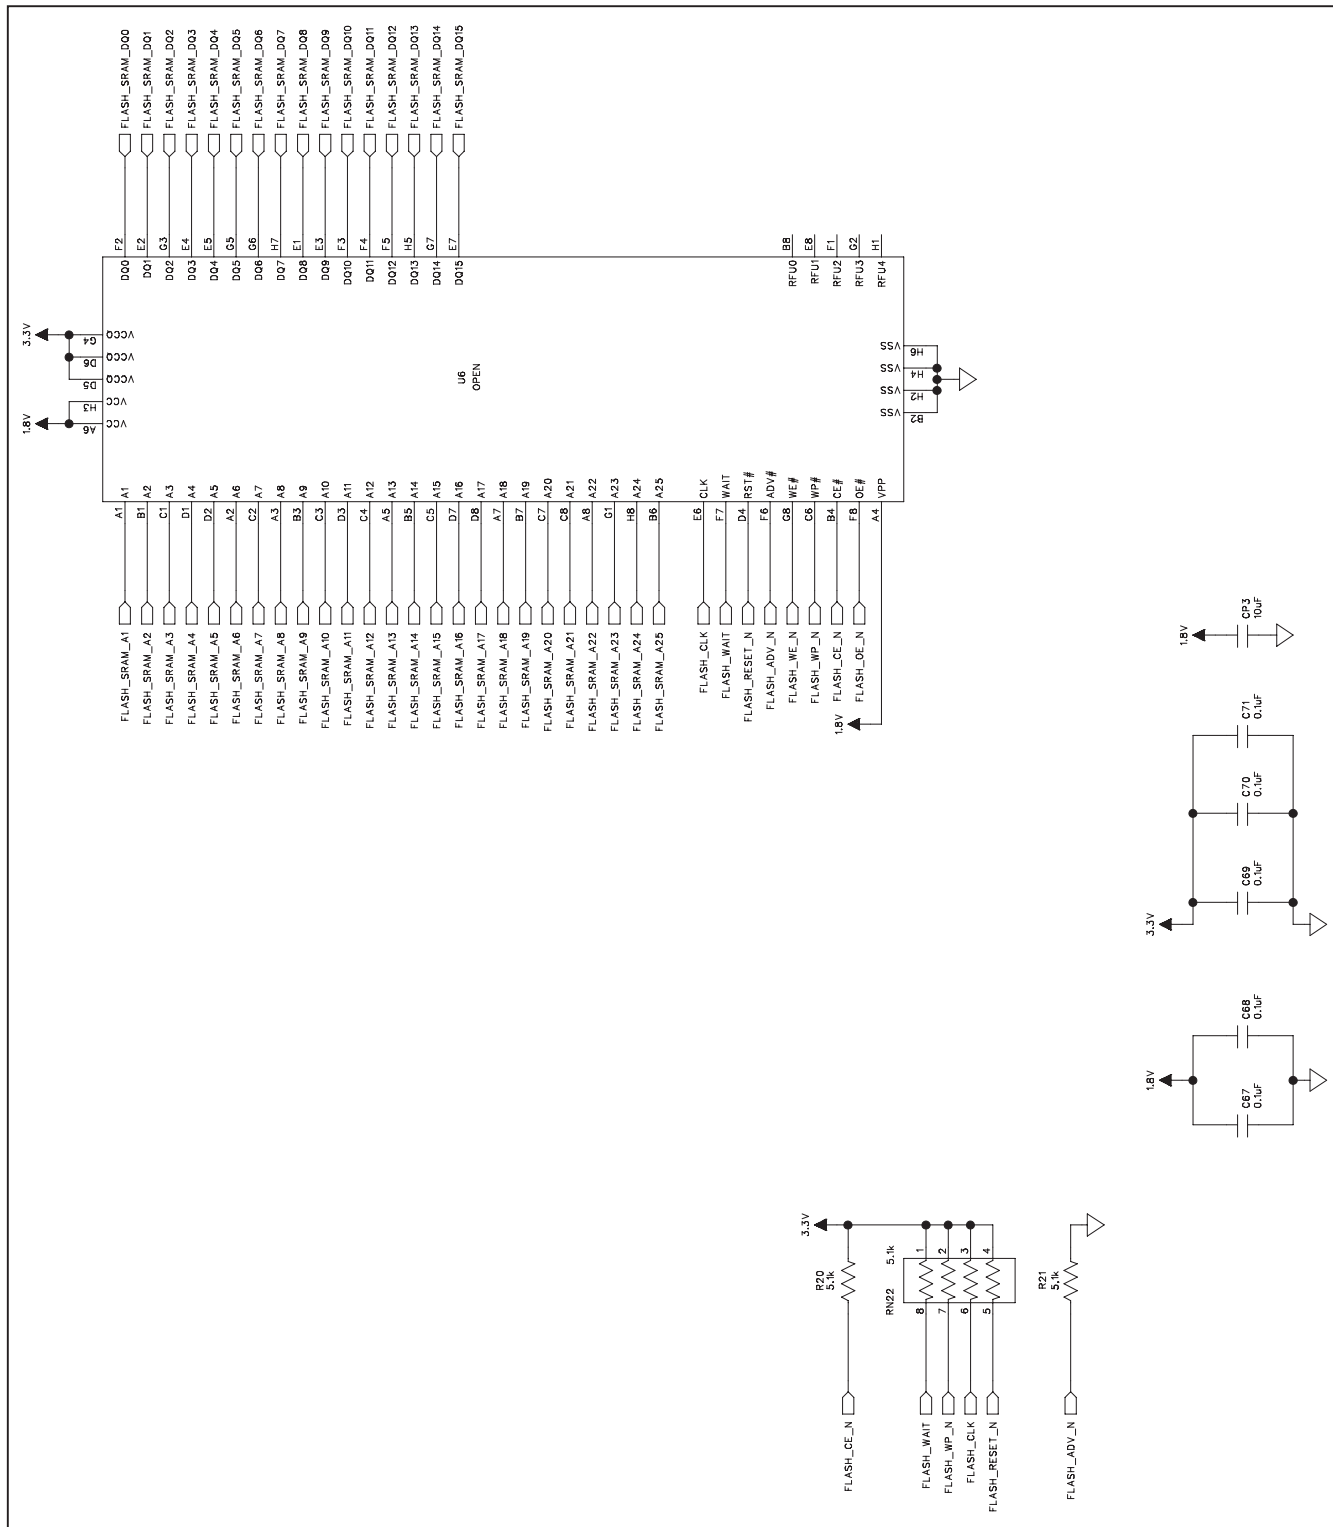 FLASH_SRAM_DQ0
FLASH_SRAM_DQ1
FLASH_SRAM_DQ2
FLASH_SRAM_DQ3
FLASH_SRAM_DQ4
FLASH_SRAM_DQ5
FLASH_SRAM_DQ6
FLASH_SRAM_DQ7
FLASH_SRAM_DQ8
FLASH_SRAM_DQ9
FLASH_SRAM_DQ10
FLASH_SRAM_DQ11
FLASH_SRAM_DQ12
FLASH_SRAM_DQ13
FLASH_SRAM_DQ14
FLASH_SRAM_DQ15
F2
E2
G3
E4
E5
G5
G6
H7
E1
E3
F3
F4
F5
H5
G7
E7
B8
E8
F1
G2
H1
DQ0
DQ1
DQ2
DQ3
DQ4
DQ5
DQ6
DQ7
DQ8
DQ9
DQ10
DQ11
DQ12
DQ13
DQ14
DQ15
RFU0
RFU1
RFU2
RFU3
RFU4
3.3V
G4 VCCQ
D6 VCCQ
D5 VCCQ
1.8V
H3 VCC
A6 VCC
U6
OPEN
VSS H6
VSS H4
VSS H2
VSS B2
A1
A2
A3
A4
A5
A6
A7
A8
A9
A10
A11
A12
A13
A14
A15
A16
A17
A18
A19
A20
A21
A22
A23
A24
A25
CLK
WAIT
RST#
ADV#
WE#
WP#
CE#
OE#
VPP
A1
B1
C1
D1
D2
A2
C2
A3
B3
C3
D3
C4
A5
B5
C5
D7
D8
A7
B7
C7
C8
A8
G1
H8
B6
E6
F7
D4
F6
G8
C6
B4
F8
A4
FLASH_SRAM_A1
FLASH_SRAM_A2
FLASH_SRAM_A3
FLASH_SRAM_A4
FLASH_SRAM_A5
FLASH_SRAM_A6
FLASH_SRAM_A7
FLASH_SRAM_A8
FLASH_SRAM_A9
FLASH_SRAM_A10
FLASH_SRAM_A11
FLASH_SRAM_A12
FLASH_SRAM_A13
FLASH_SRAM_A14
FLASH_SRAM_A15
FLASH_SRAM_A16
FLASH_SRAM_A17
FLASH_SRAM_A18
FLASH_SRAM_A19
FLASH_SRAM_A20
FLASH_SRAM_A21
FLASH_SRAM_A22
FLASH_SRAM_A23
FLASH_SRAM_A24
FLASH_SRAM_A25
FLASH_CLK
FLASH_WAIT
FLASH_RESET_N
FLASH_ADV_N
FLASH_WE_N
FLASH_WP_N
FLASH_CE_N
FLASH_OE_N
1.8V
1.8V
CP3
10uF
C71
0.1uF
C70
0.1uF
C69
0.1uF
3.3V
C68
0.1uF
1.8V
C67
0.1uF
3.3V
R20
5.1k
RN22
5.1k
1
2
3
4
8
7
6
5
R21
5.1k
FLASH_CE_N
FLASH_WAIT
FLASH_WP_N
FLASH_CLK
FLASH_RESET_N
FLASH_ADV_N